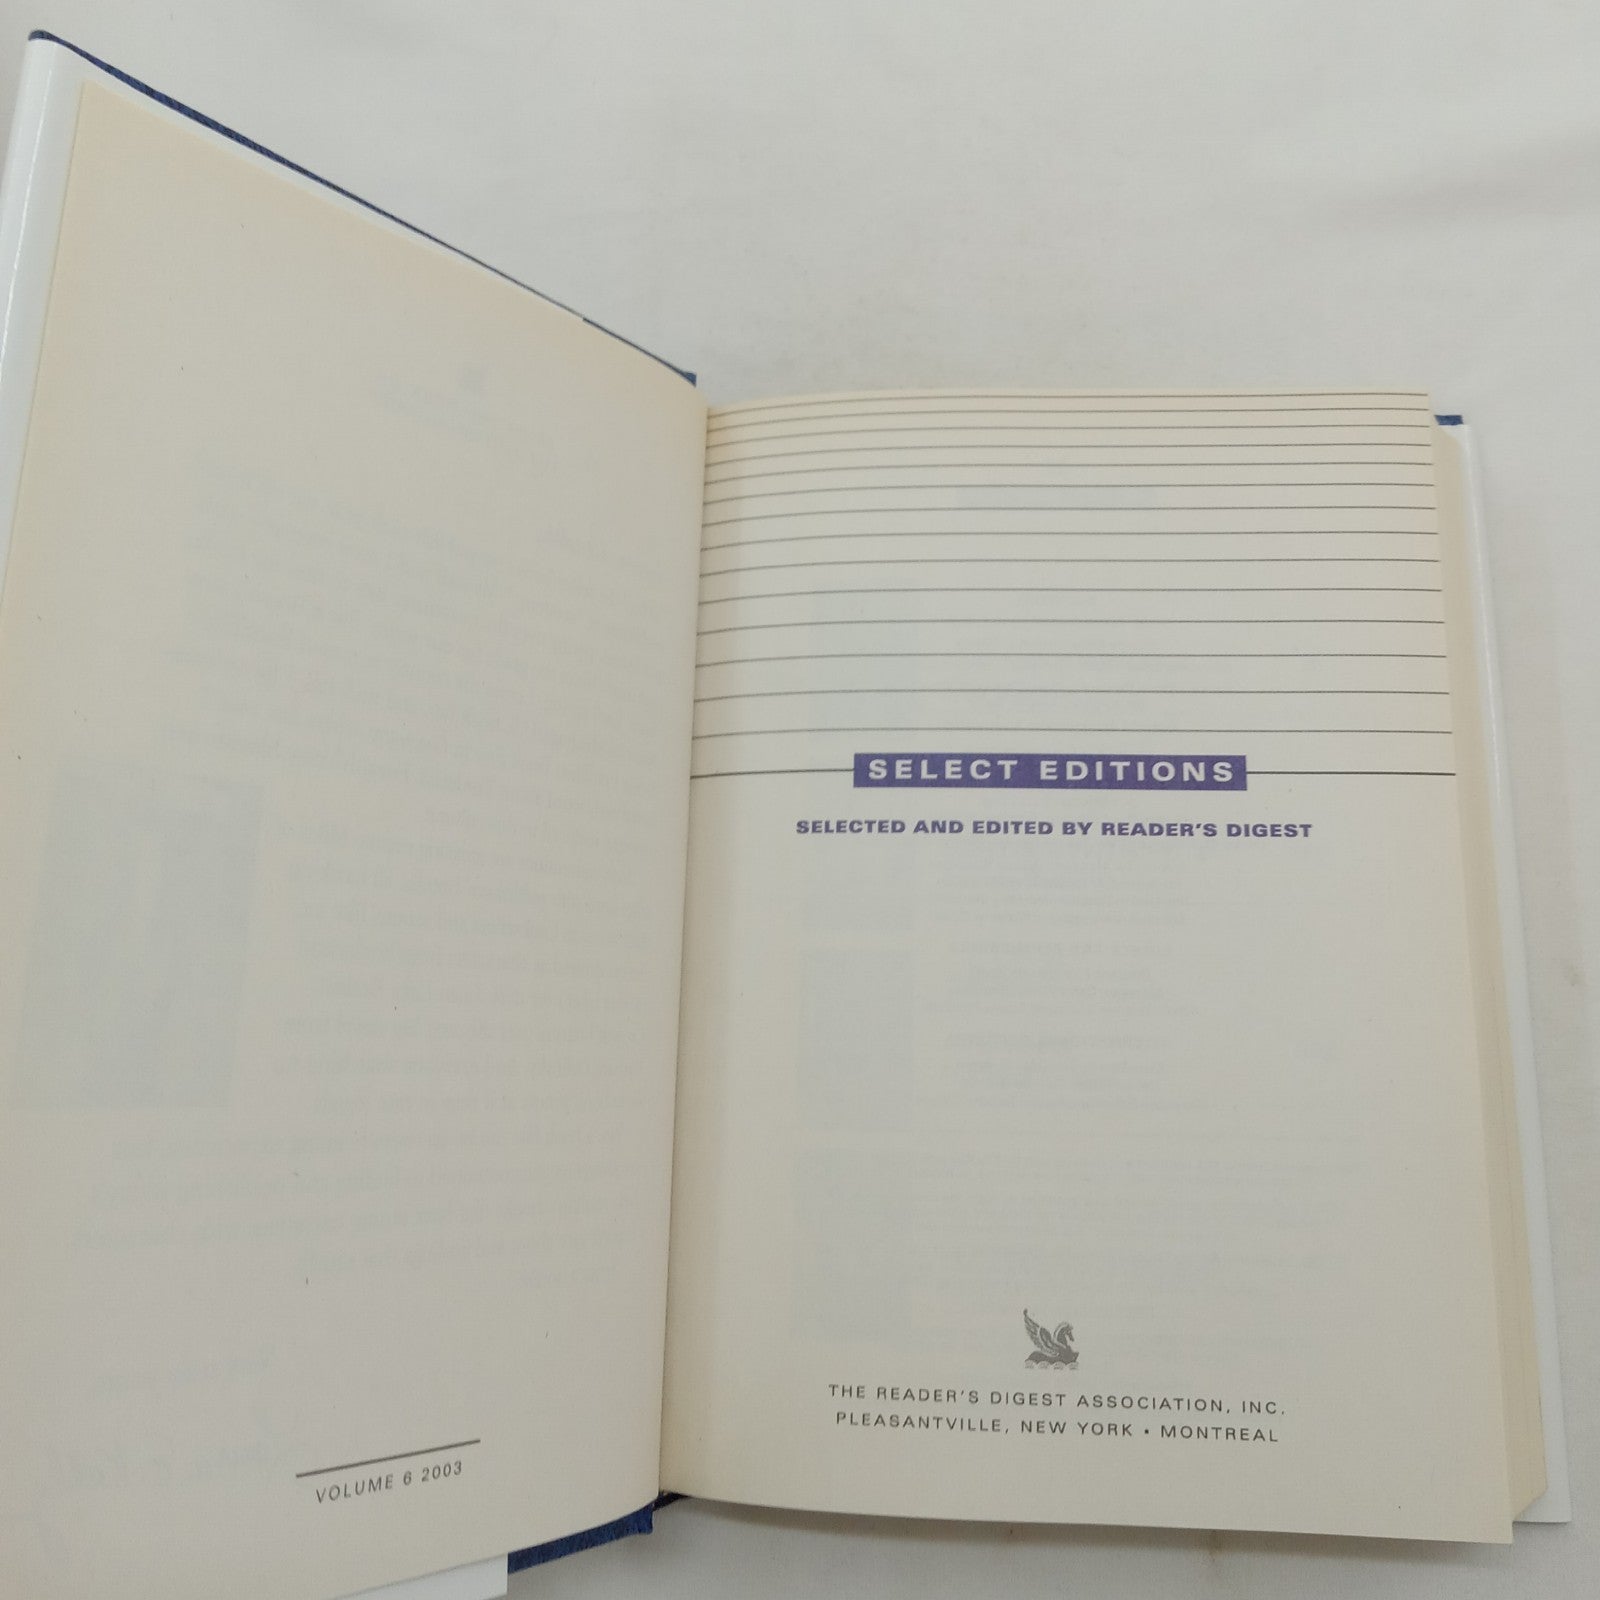 VOLUME 6 2003
SELECT EDITIONS
SELECTED AND EDITED BY READER'S DIGEST
THE READER'S DIGEST ASSOCIATION, INC.
PLEASANTVILLE, NEW YORK • MONTREAL